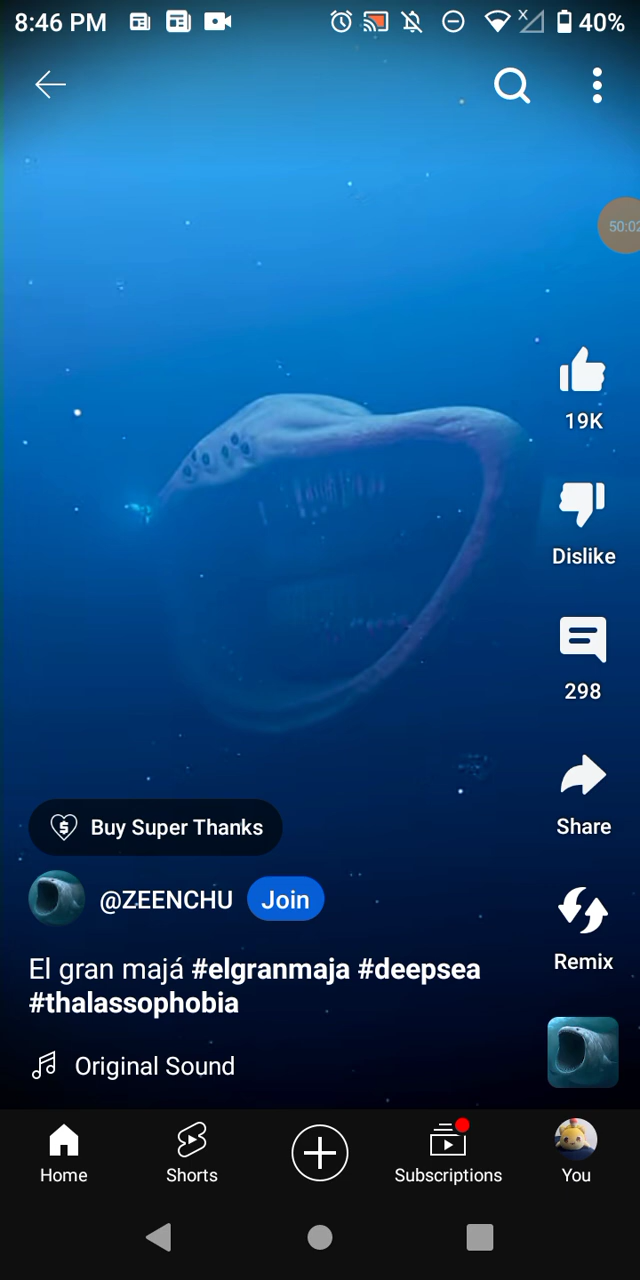 8:46 PM
40%
50:02
19K
Dislike
298
Share
Buy Super Thanks
@ZEENCHU
Join
Remix
El gran majá #elgranmaja #deepsea
#thalassophobia
Original Sound
Home
Shorts
Subscriptions
You